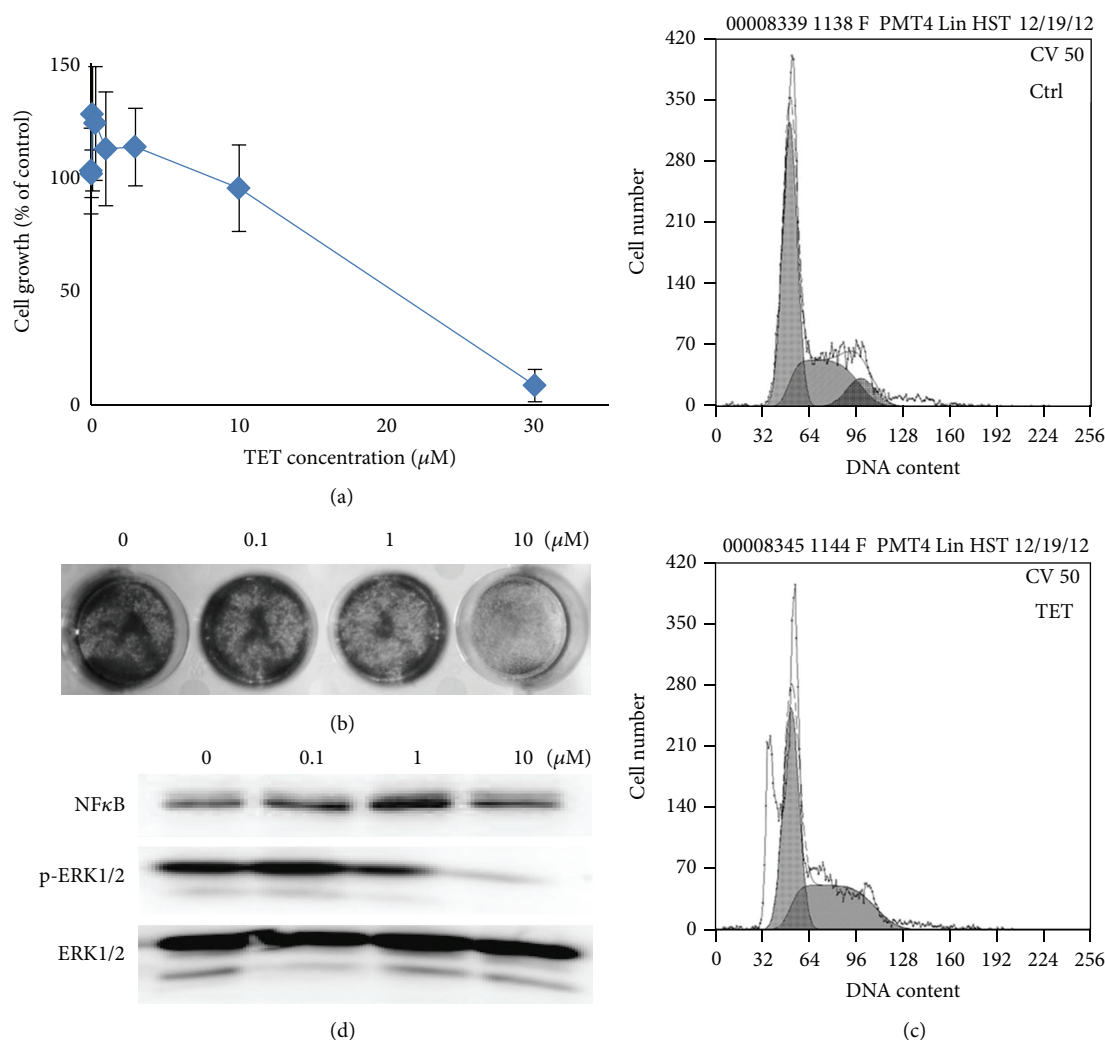 150
100
50
0
Cell growth (% of control)
0 10 20 30
TET concentration (μM)
(a)
0 0.1 1 10 (μM)
(b)
0 0.1 1 10 (μM)
NFκB
p-ERK1/2
ERK1/2
(d)
00008339 1138 F PMT4 Lin HST 12/19/12
CV 50
Ctrl
420
350
280
210
140
70
0
Cell number
0 32 64 96 128 160 192 224 256
DNA content
00008345 1144 F PMT4 Lin HST 12/19/12
CV 50
TET
420
350
280
210
140
70
0
Cell number
0 32 64 96 128 160 192 224 256
DNA content
(c)